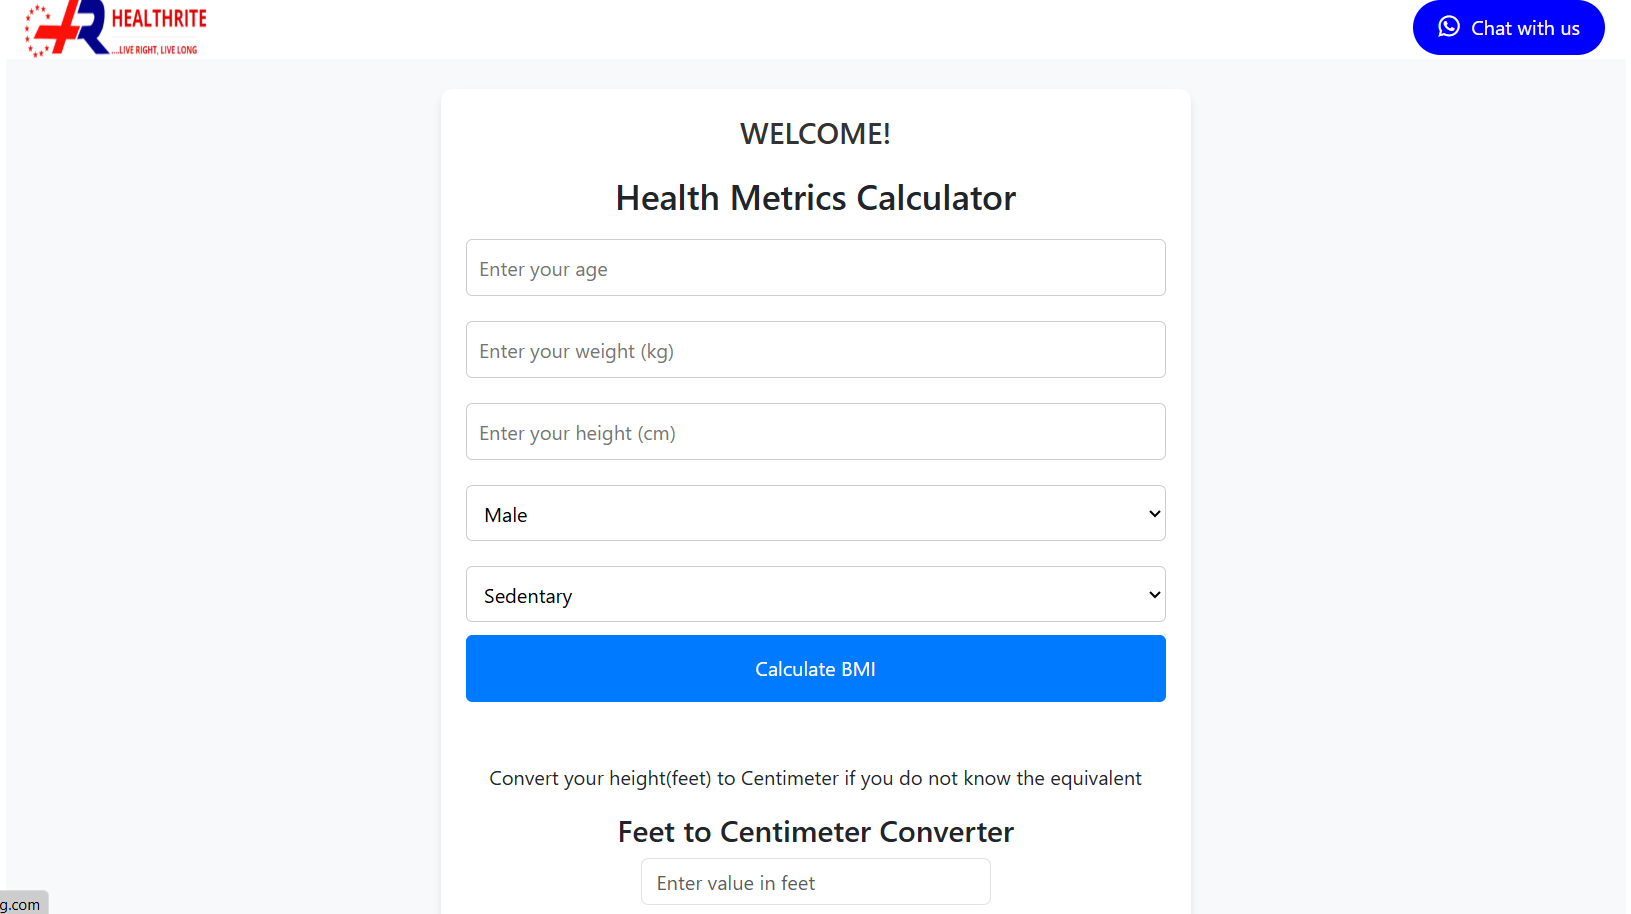 HEALTHRITE
....LIVE RIGHT, LIVE LONG
Chat with us
WELCOME!
Health Metrics Calculator
Enter your age
Enter your weight (kg)
Enter your height (cm)
Male
Sedentary
Calculate BMI
Convert your height(feet) to Centimeter if you do not know the equivalent
Feet to Centimeter Converter
Enter value in feet
g.com